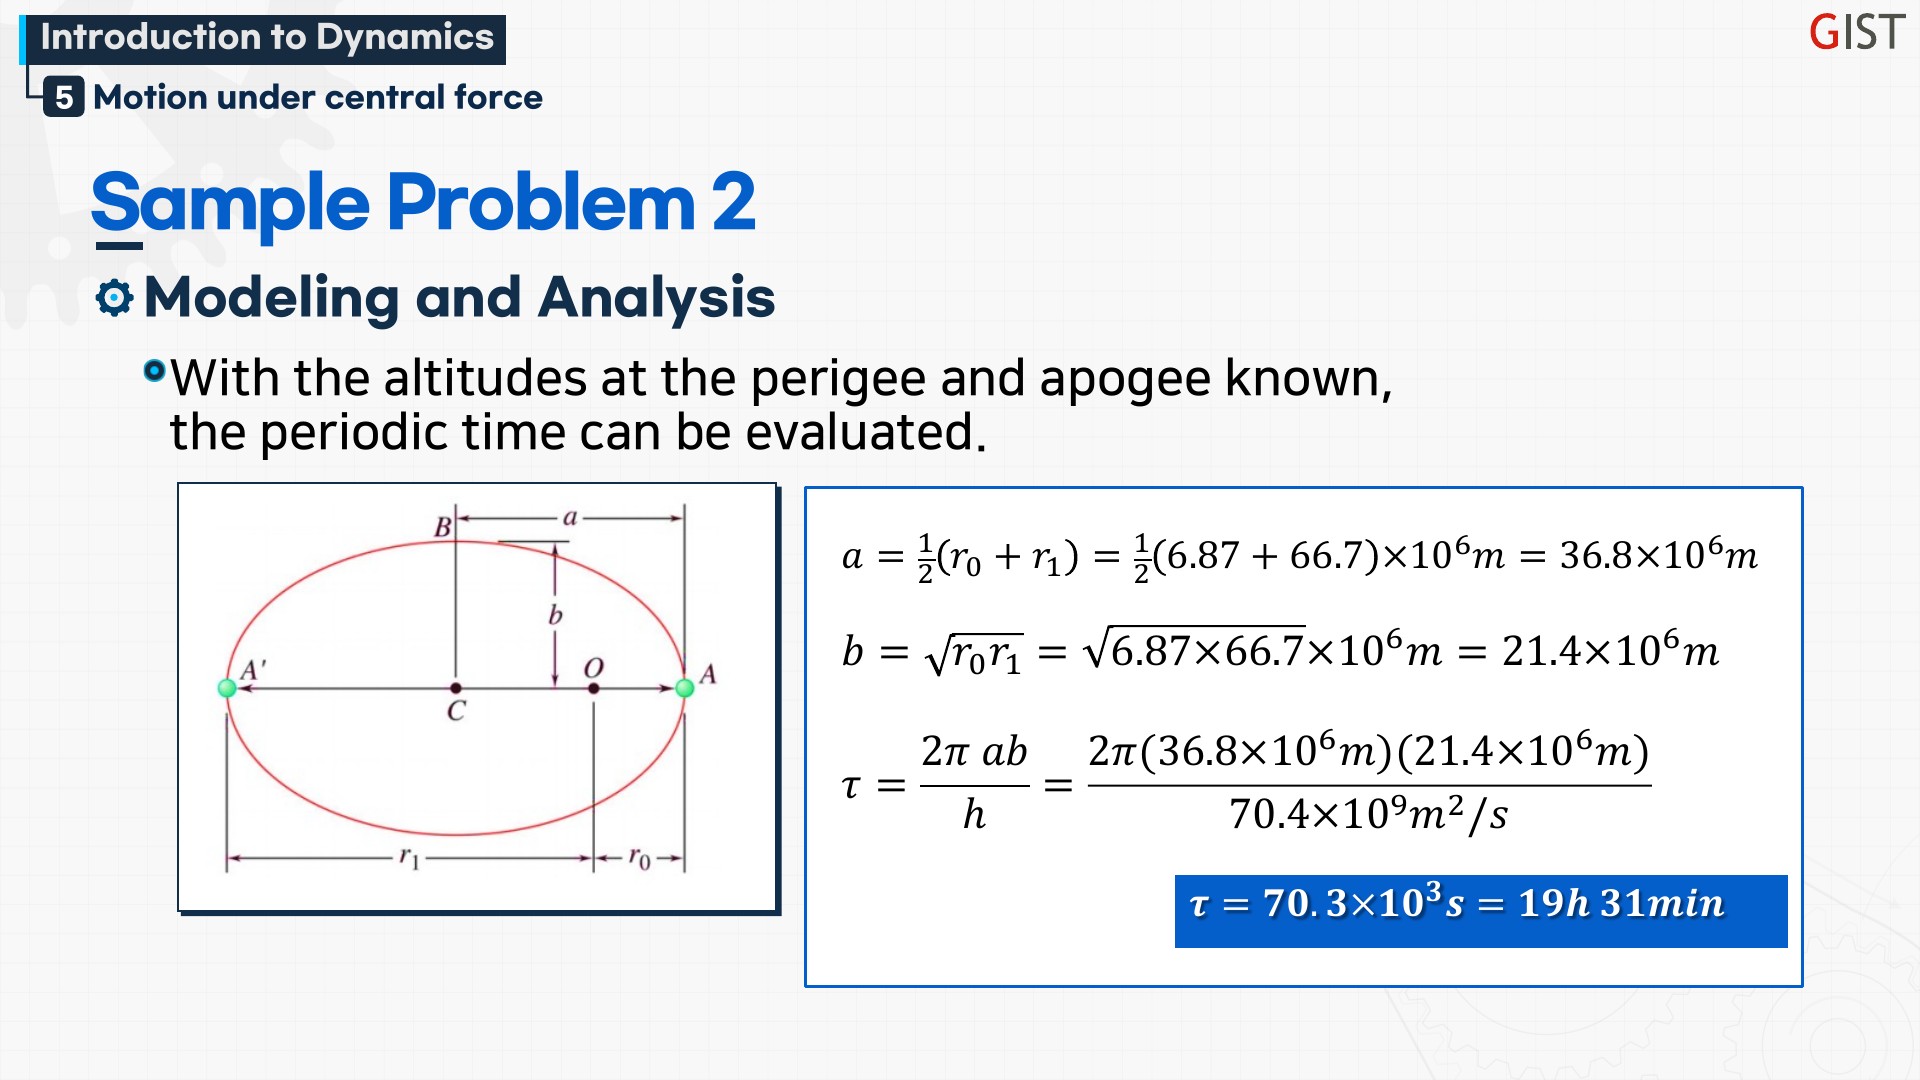 Introduction to Dynamics
GIST
5 Motion under central force
Sample Problem 2
Modeling and Analysis
With the altitudes at the perigee and apogee known,
the periodic time can be evaluated.
B
a
b
A'
O
A
C
r₁
r₀
a = ½(r₀ + r₁) = ½(6.87 + 66.7)×10⁶m = 36.8×10⁶m
b = √(r₀r₁) = √(6.87×66.7)×10⁶m = 21.4×10⁶m
τ = 2π ab / h = 2π(36.8×10⁶m)(21.4×10⁶m) / 70.4×10⁹m²/s
τ = 70.3×10³s = 19h 31min